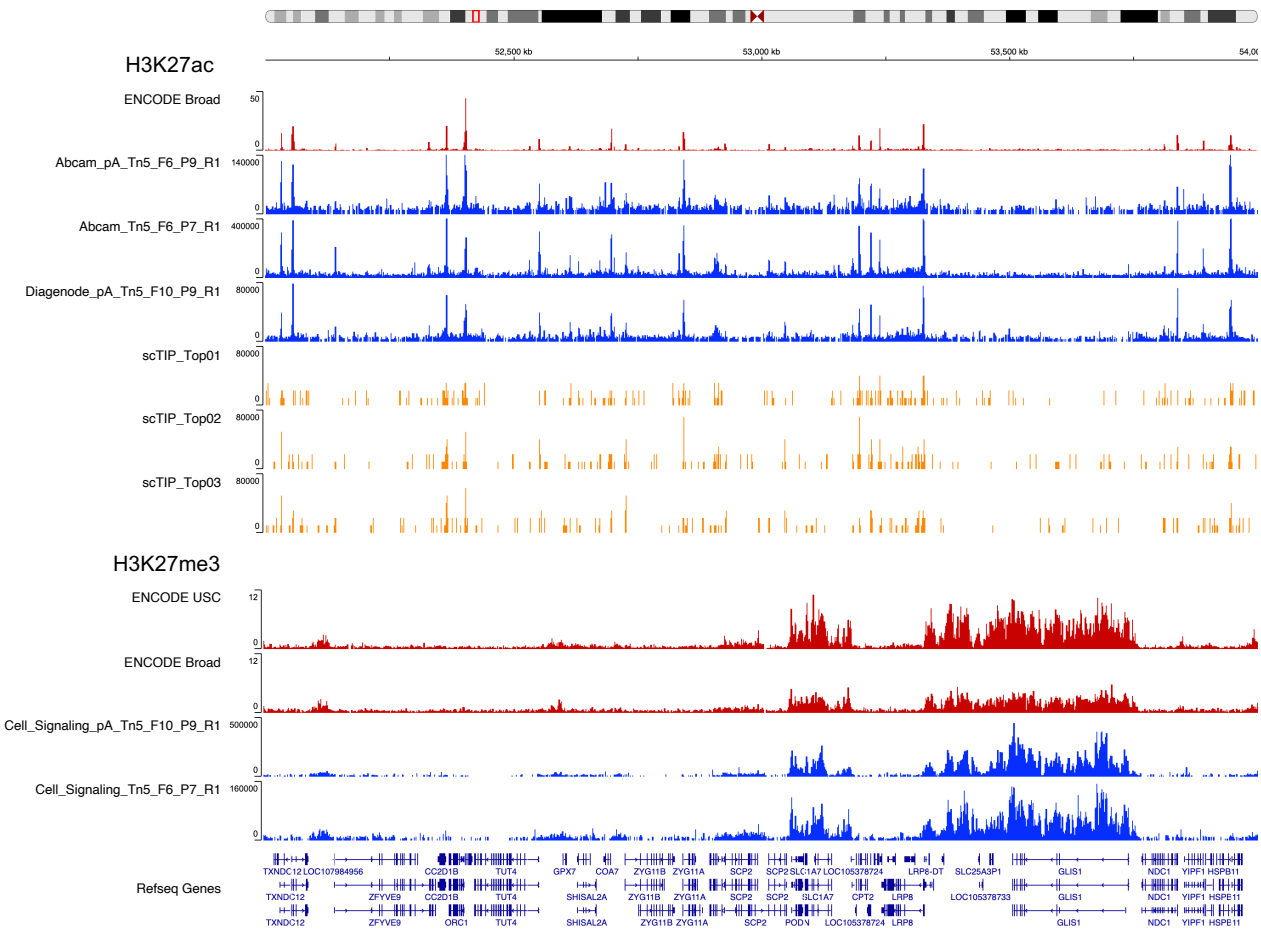 52,500 kb 53,000 kb 53,500 kb 54,0
H3K27ac
ENCODE Broad 50 0
Abcam_pA_Tn5_F6_P9_R1 140000 0
Abcam_Tn5_F6_P7_R1 400000 0
Diagenode_pA_Tn5_F10_P9_R1 80000 0
scTIP_Top01 80000 0
scTIP_Top02 80000 0
scTIP_Top03 80000 0
H3K27me3
ENCODE USC 12 0
ENCODE Broad 12 0
Cell_Signaling_pA_Tn5_F10_P9_R1 500000 0
Cell_Signaling_Tn5_F6_P7_R1 160000 0
TXNDC12 LOC107984956 CC2D1B TUT4 GPX7 COA7 ZYG11B ZYG11A SCP2 SCP2 SLC1A7 LOC105378724 LRP8-DT SLC25A3P1 GLIS1 NDC1 YIPF1 HSPB11
Refseq Genes
TXNDC12 ZFYVE9 CC2D1B TUT4 SHISAL2A ZYG11B ZYG11A SCP2 SCP2 SLC1A7 CPT2 LRP8 LOC105378733 GLIS1 NDC1 YIPF1 HSPB11
TXNDC12 ZFYVE9 ORC1 TUT4 SHISAL2A ZYG11B ZYG11A SCP2 PODN LOC105378724 LRP8 GLIS1 NDC1 YIPF1 HSPB11